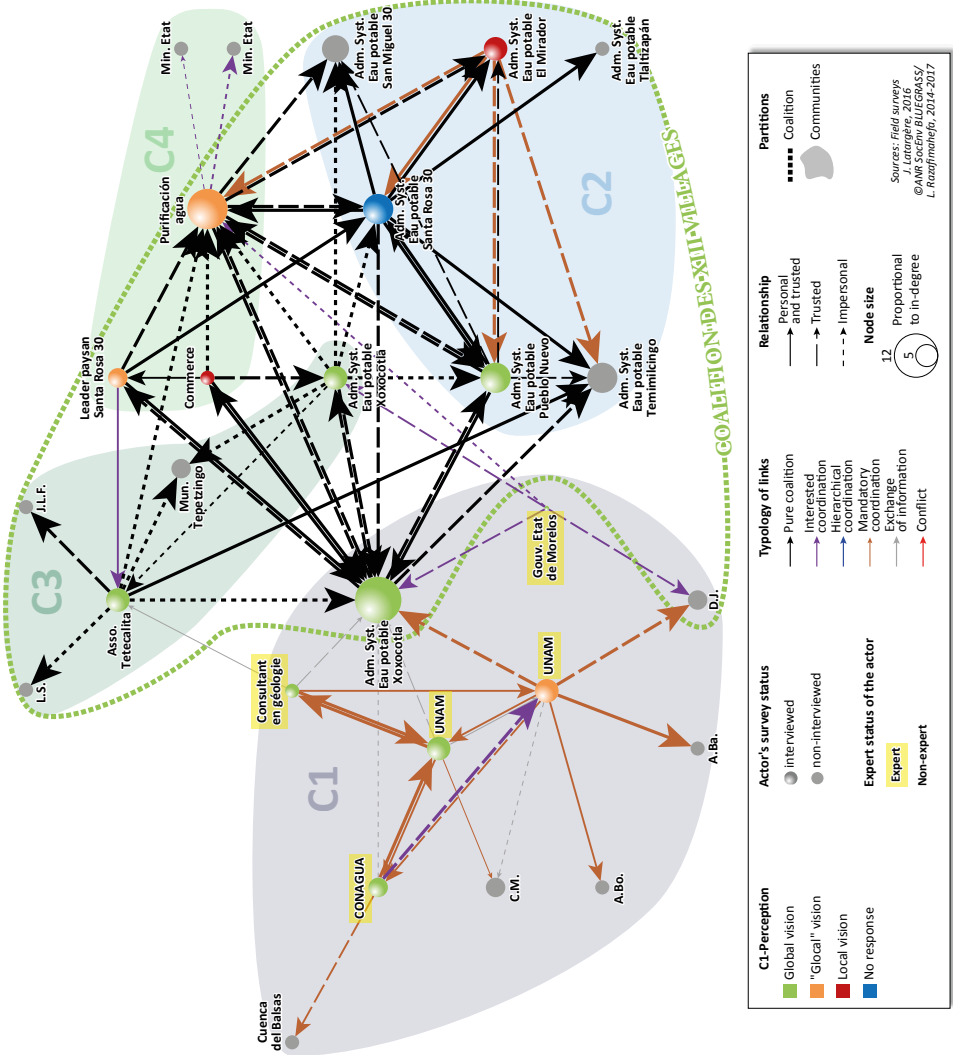 L.S.
J.L.F.
C3
Asso.
Tetecalita
Leader paysan
Santa Rosa 30
Min. Etat
Min. Etat
C4
Purificación
agua
Commerce
Mun.
Tepetzingo
Cuenca
del Balsas
Consultant
en géologie
C1
CONAGUA
UNAM
Adm. Syst.
Eau potable
Xoxocotla
Adm. Syst.
Eau potable
Xoxocotla
Adm. Syst.
Eau potable
Santa Rosa 30
Adm. Syst.
Eau potable
San Miguel 30
C.M.
UNAM
Gouv. Etat
de Morelos
Adm. Syst.
Eau potable
Pueblo Nuevo
Adm. Syst.
Eau potable
El Mirador
C2
A.Bo.
Adm. Syst.
Eau potable
Temimilcingo
Adm. Syst.
Eau potable
Tlaltizapán
A.Ba.
D.J.
COALITION DES XIII VILLAGES
C1-Perception
Global vision
"Glocal" vision
Local vision
No response
Actor's survey status
interviewed
non-interviewed
Expert status of the actor
Expert
Non-expert
Typology of links
Pure coalition
Interested
coordination
Hierarchical
coordination
Mandatory
coordination
Exchange
of information
Conflict
Relationship
Personal
and trusted
Trusted
Impersonal
Node size
12
5
Proportional
to in-degree
Partitions
Coalition
Communities
Sources: Field surveys
J. Latargère, 2016
©ANR SocEnv BLUEGRASS/
L. Razafimahefa, 2014-2017